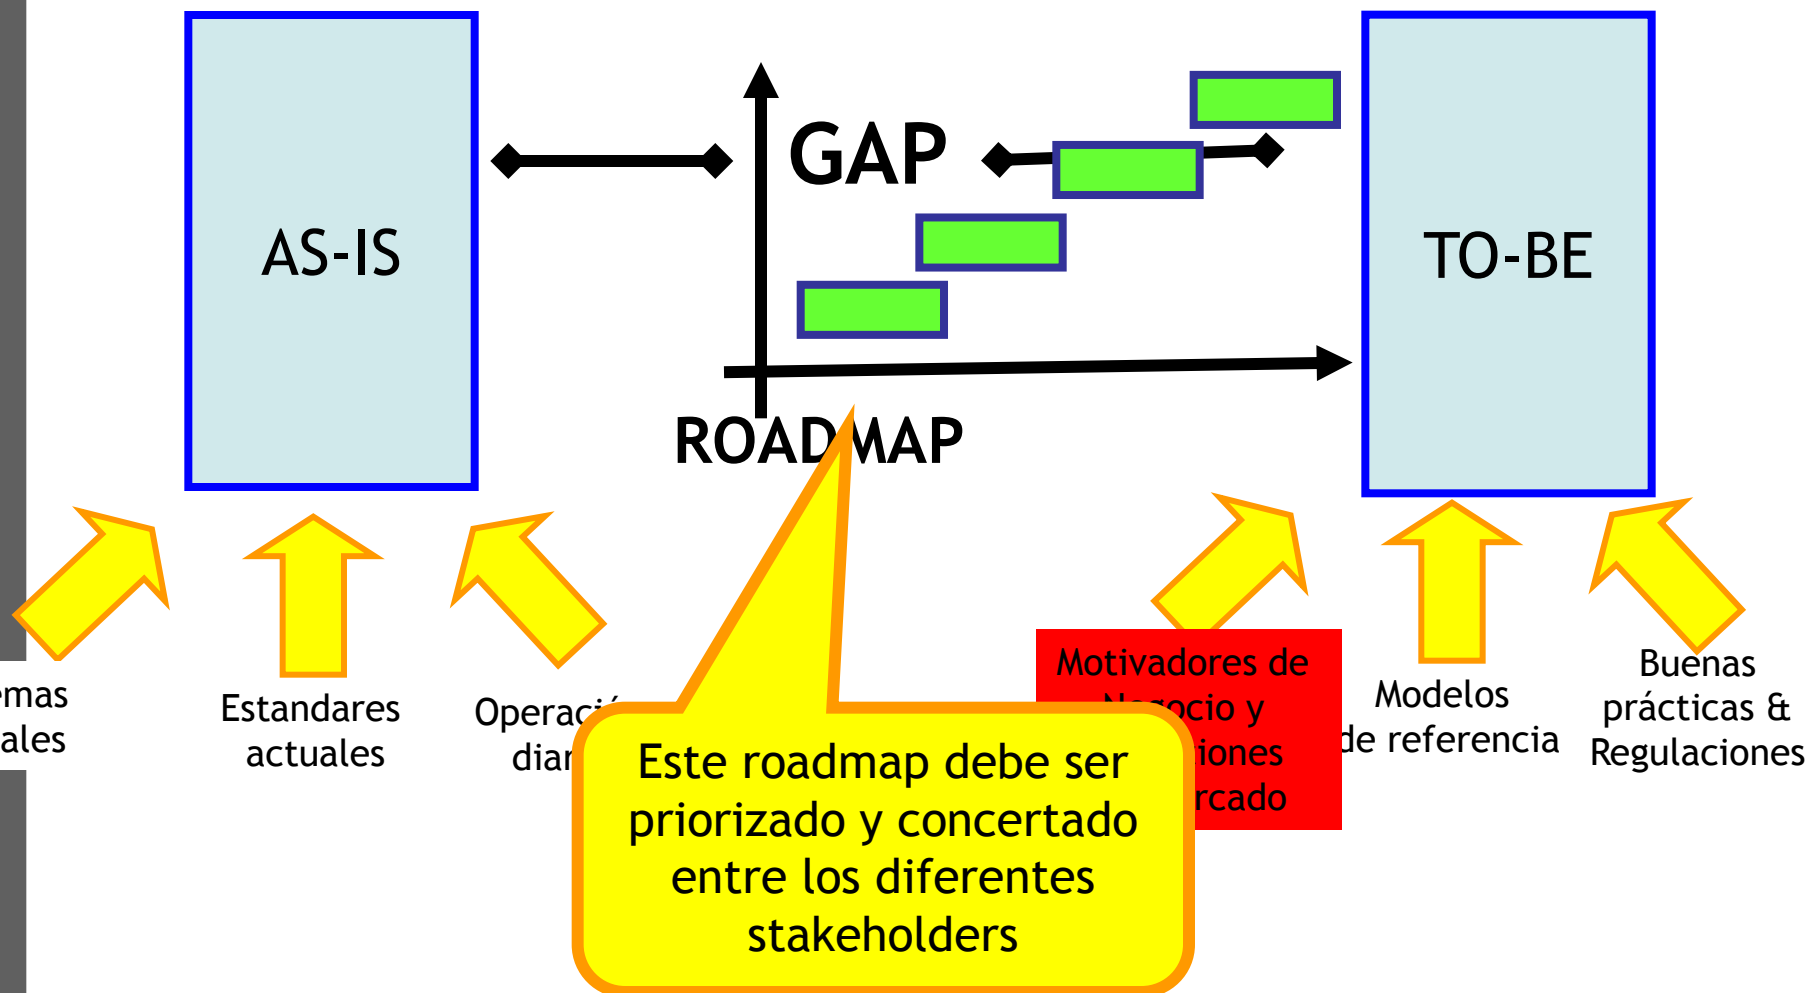 GAP
AS-IS
TO-BE
ROADMAP
Estandares
actuales
Este roadmap debe ser
priorizado y concertado
entre los diferentes
stakeholders
Motivadores de
Negocio y
Modelos
de referencia
Buenas
prácticas &
Regulaciones